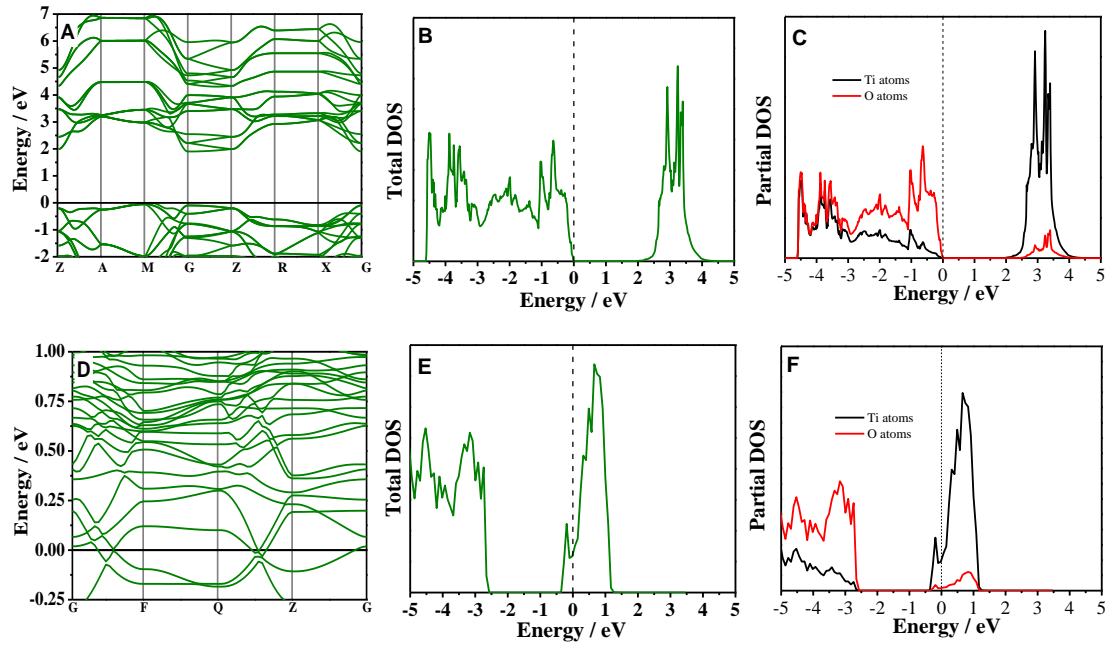 A
7
6
5
4
3
2
1
0
-1
-2
Energy / eV
Z A M G Z R X G
B
Total DOS
-5 -4 -3 -2 -1 0 1 2 3 4 5
Energy / eV
C
Ti atoms
O atoms
Partial DOS
-5 -4 -3 -2 -1 0 1 2 3 4 5
Energy / eV
D
1.00
0.75
0.50
0.25
0.00
-0.25
Energy / eV
G F Q Z G
E
Total DOS
-5 -4 -3 -2 -1 0 1 2 3 4 5
Energy / eV
F
Ti atoms
O atoms
Partial DOS
-5 -4 -3 -2 -1 0 1 2 3 4 5
Energy / eV